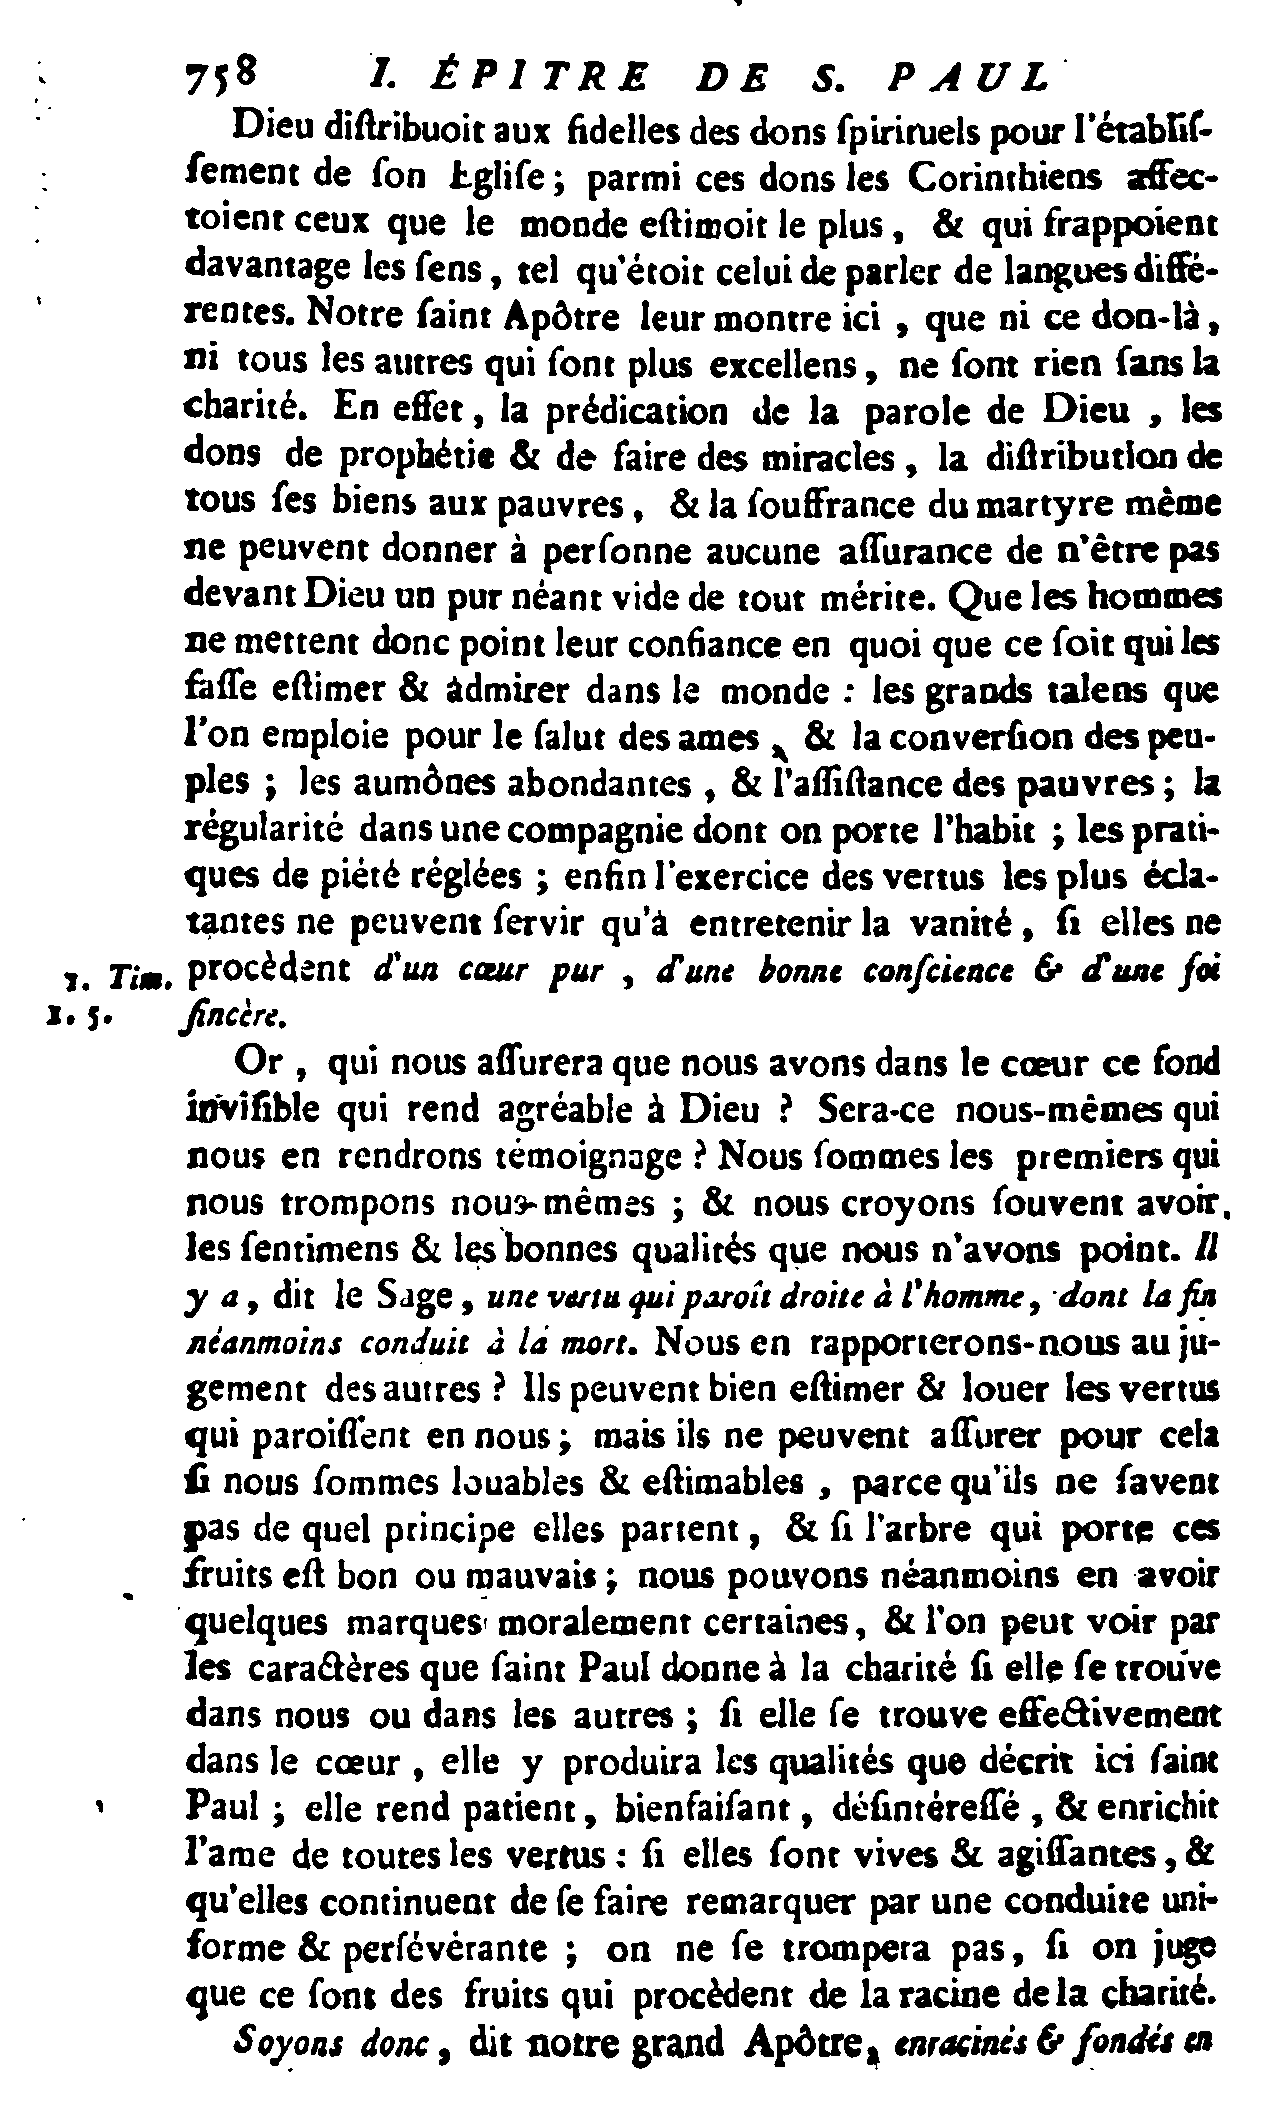 758 I. ÉPITRE DE S. PAUL
Dieu diſtribuoit aux fidelles des dons ſpirituels pour l'établiſ-
ſement de ſon Egliſe ; parmi ces dons les Corinthiens affec-
toient ceux que le monde eſtimoit le plus , & qui frappoient
davantage les ſens , tel qu'étoit celui de parler de langues diffé-
rentes. Notre ſaint Apôtre leur montre ici , que ni ce don-là ,
ni tous les autres qui ſont plus excellens , ne ſont rien ſans la
charité. En effet , la prédication de la parole de Dieu , les
dons de prophétie & de faire des miracles , la diſtribution de
tous ſes biens aux pauvres , & la ſouffrance du martyre même
ne peuvent donner à perſonne aucune aſſurance de n'être pas
devant Dieu un pur néant vide de tout mérite. Que les hommes
ne mettent donc point leur confiance en quoi que ce ſoit qui les
faſſe eſtimer & admirer dans le monde : les grands talens que
l'on emploie pour le ſalut des ames , & la converſion des peu-
ples ; les aumônes abondantes , & l'aſſiſtance des pauvres ; la
régularité dans une compagnie dont on porte l'habit ; les prati-
ques de piété réglées ; enfin l'exercice des vertus les plus écla-
tantes ne peuvent ſervir qu'à entretenir la vanité , ſi elles ne
1. Tim. procèdent d'un cœur pur , d'une bonne conſcience & d'une foi
1. 5. ſincère.
Or , qui nous aſſurera que nous avons dans le cœur ce fond
inviſible qui rend agréable à Dieu ? Sera-ce nous-mêmes qui
nous en rendrons témoignage ? Nous ſommes les premiers qui
nous trompons nous-mêmes ; & nous croyons ſouvent avoir
les ſentimens & les bonnes qualités que nous n'avons point. Il
y a , dit le Sage , une vertu qui paroît droite à l'homme , dont la fin
néanmoins conduit à la mort. Nous en rapporterons-nous au ju-
gement des autres ? Ils peuvent bien eſtimer & louer les vertus
qui paroiſſent en nous ; mais ils ne peuvent aſſurer pour cela
ſi nous ſommes louables & eſtimables , parce qu'ils ne ſavent
pas de quel principe elles partent , & ſi l'arbre qui porte ces
fruits eſt bon ou mauvais ; nous pouvons néanmoins en avoir
quelques marques moralement certaines , & l'on peut voir par
les caractères que ſaint Paul donne à la charité ſi elle ſe trouve
dans nous ou dans les autres ; ſi elle ſe trouve effectivement
dans le cœur , elle y produira les qualités que décrit ici ſaint
Paul ; elle rend patient , bienfaiſant , déſintéreſſé , & enrichit
l'ame de toutes les vertus : ſi elles ſont vives & agiſſantes , &
qu'elles continuent de ſe faire remarquer par une conduite uni-
forme & perſévérante ; on ne ſe trompera pas , ſi on juge
que ce ſont des fruits qui procèdent de la racine de la charité.
Soyons donc , dit notre grand Apôtre , enracinés & fondés en